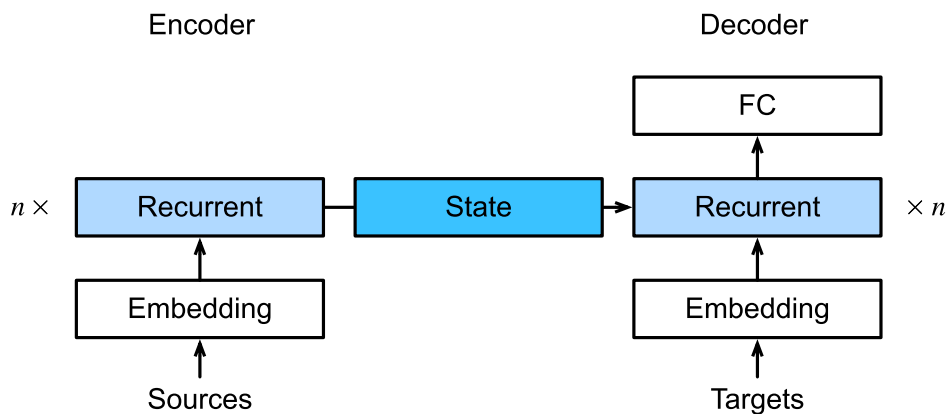 Encoder
Decoder
FC
n ×
Recurrent
State
Recurrent
× n
Embedding
Embedding
Sources
Targets